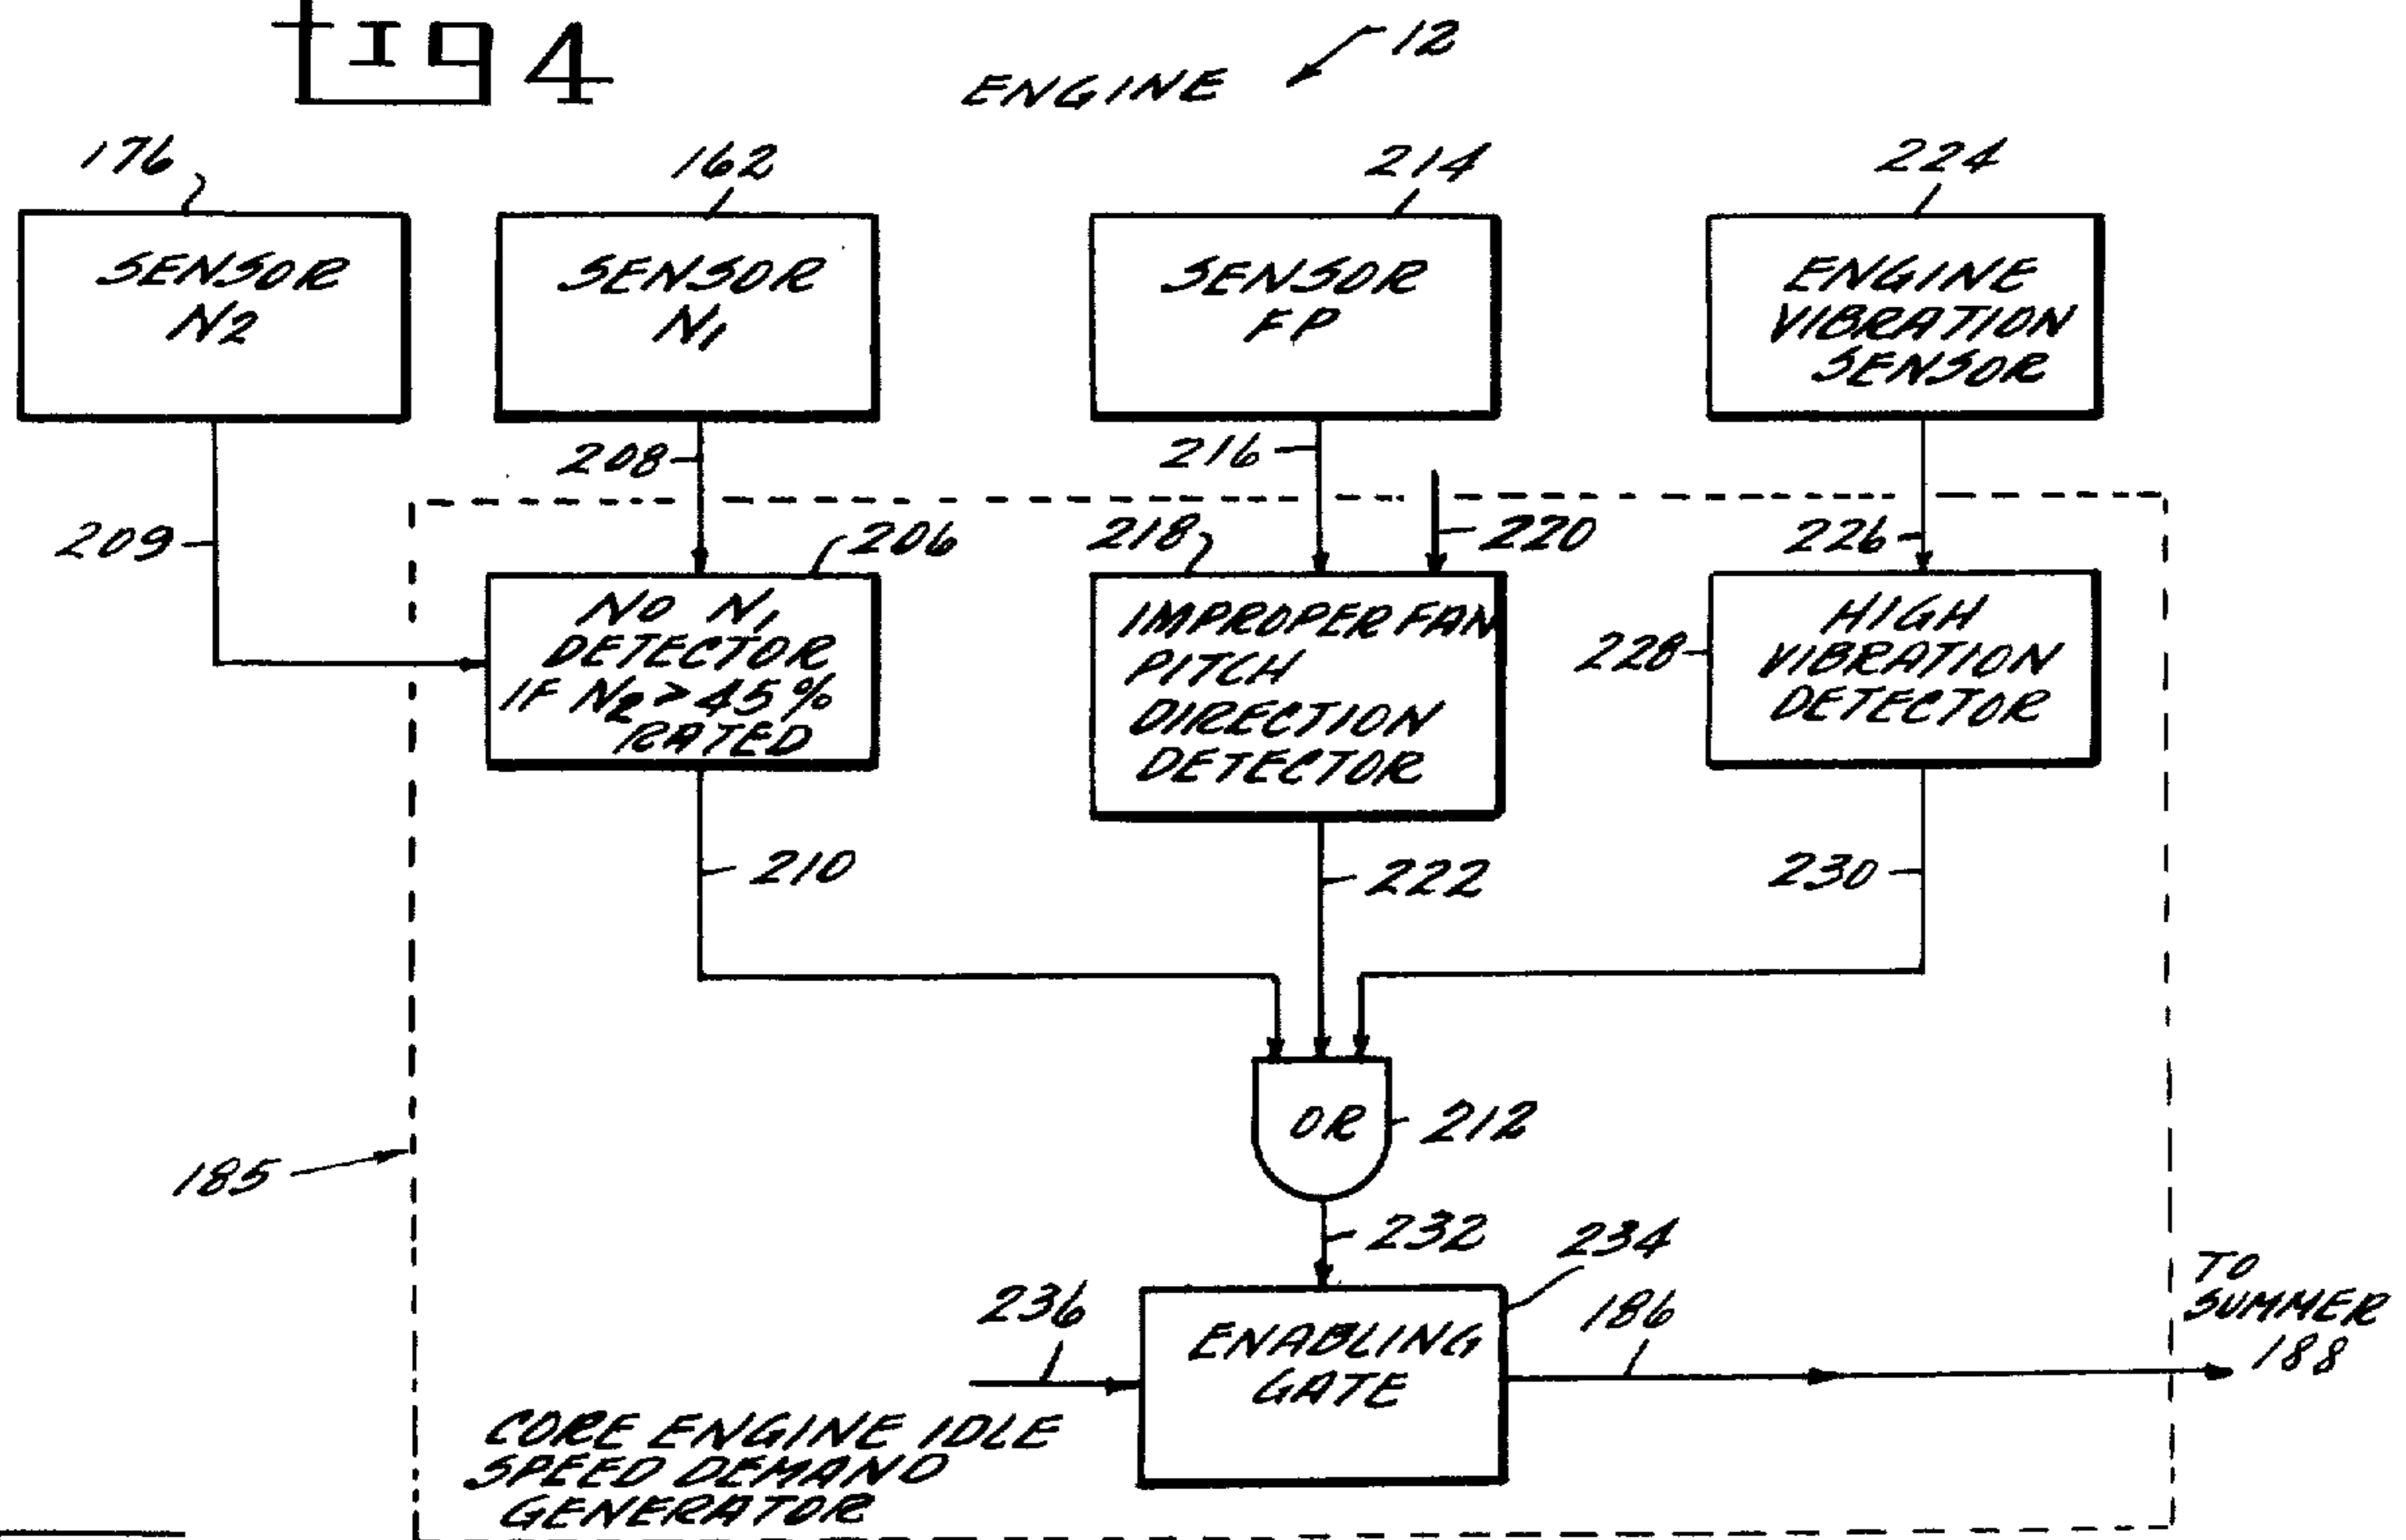 FIG 4
ENGINE
12
176
162
214
224
SENSOR
N2
SENSOR
N1
SENSOR
FP
ENGINE
VIBRATION
SENSOR
208
216
209
206
218
220
226
NO N1
DETECTOR
IF N2 > 45%
RATED
IMPROPER FAN
PITCH
DIRECTION
DETECTOR
228
HIGH
VIBRATION
DETECTOR
210
222
230
OR
212
185
232
234
236
186
ENABLING
GATE
TO
SUMMER
188
CORE ENGINE IDLE
SPEED DEMAND
GENERATOR